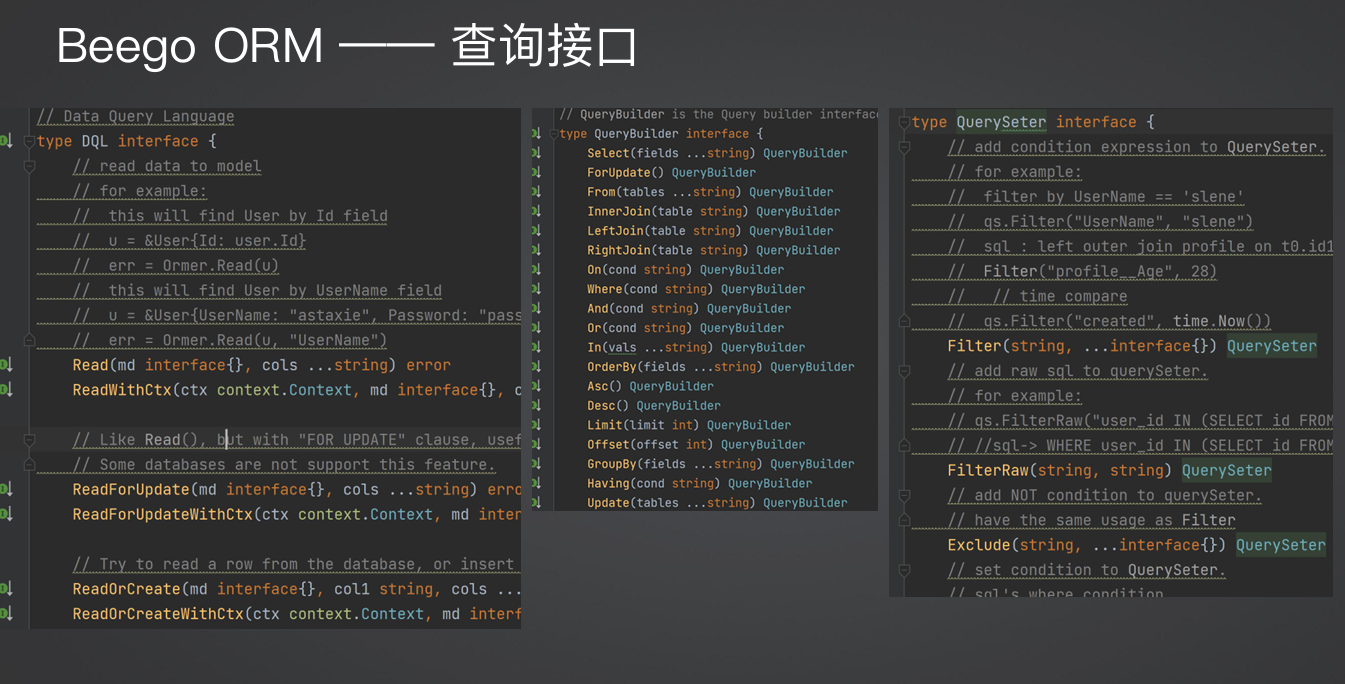 Beego ORM —— 查询接口
// Data Query Language
type DQL interface {
// read data to model
// for example:
// this will find User by Id field
// u = &User{Id: user.Id}
// err = Ormer.Read(u)
// this will find User by UserName field
// u = &User{UserName: "astaxie", Password: "pass
// err = Ormer.Read(u, "UserName")
Read(md interface{}, cols ...string) error
ReadWithCtx(ctx context.Context, md interface{}, c
// Like Read(), but with "FOR UPDATE" clause, usef
// Some databases are not support this feature.
ReadForUpdate(md interface{}, cols ...string) erro
ReadForUpdateWithCtx(ctx context.Context, md inter
// Try to read a row from the database, or insert
ReadOrCreate(md interface{}, col1 string, cols ...
ReadOrCreateWithCtx(ctx context.Context, md interf
// QueryBuilder is the Query builder interface
type QueryBuilder interface {
Select(fields ...string) QueryBuilder
ForUpdate() QueryBuilder
From(tables ...string) QueryBuilder
InnerJoin(table string) QueryBuilder
LeftJoin(table string) QueryBuilder
RightJoin(table string) QueryBuilder
On(cond string) QueryBuilder
Where(cond string) QueryBuilder
And(cond string) QueryBuilder
Or(cond string) QueryBuilder
In(vals ...string) QueryBuilder
OrderBy(fields ...string) QueryBuilder
Asc() QueryBuilder
Desc() QueryBuilder
Limit(limit int) QueryBuilder
Offset(offset int) QueryBuilder
GroupBy(fields ...string) QueryBuilder
Having(cond string) QueryBuilder
Update(tables ...string) QueryBuilder
type QuerySeter interface {
// add condition expression to QuerySeter.
// for example:
// filter by UserName == 'slene'
// qs.Filter("UserName", "slene")
// sql : left outer join profile on t0.id1
// Filter("profile__Age", 28)
// // time compare
// qs.Filter("created", time.Now())
Filter(string, ...interface{}) QuerySeter
// add raw sql to querySeter.
// for example:
// qs.FilterRaw("user_id IN (SELECT id FROM
// //sql-> WHERE user_id IN (SELECT id FROM
FilterRaw(string, string) QuerySeter
// add NOT condition to querySeter.
// have the same usage as Filter
Exclude(string, ...interface{}) QuerySeter
// set condition to QuerySeter.
// sql's where condition